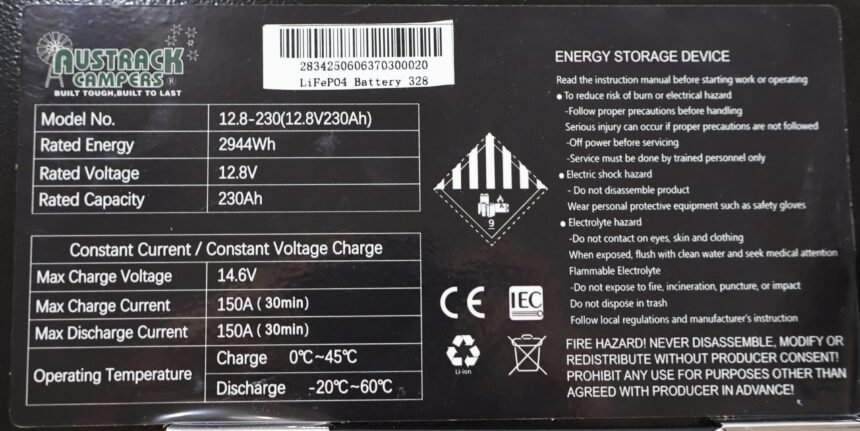 AUSTRACK
CAMPERS®
BUILT TOUGH,BUILT TO LAST
2834250606370300020
LiFePO4 Battery 328
Model No. 12.8-230(12.8V230Ah)
Rated Energy 2944Wh
Rated Voltage 12.8V
Rated Capacity 230Ah
Constant Current / Constant Voltage Charge
Max Charge Voltage 14.6V
Max Charge Current 150A ( 30min)
Max Discharge Current 150A ( 30min)
Operating Temperature
Charge 0℃~45℃
Discharge -20℃~60℃
9
CE
IEC
Li-ion
ENERGY STORAGE DEVICE
Read the instruction manual before starting work or operating
● To reduce risk of burn or electrical hazard
-Follow proper precautions before handling
Serious injury can occur if proper precautions are not followed
-Off power before servicing
-Service must be done by trained personnel only
● Electric shock hazard
- Do not disassemble product
Wear personal protective equipment such as safety gloves
● Electrolyte hazard
-Do not contact on eyes, skin and clothing
When exposed, flush with clean water and seek medical attention
Flammable Electrolyte
-Do not expose to fire, incineration, puncture, or impact
Do not dispose in trash
Follow local regulations and manufacturer's instruction
FIRE HAZARD! NEVER DISASSEMBLE, MODIFY OR
REDISTRIBUTE WITHOUT PRODUCER CONSENT!
PROHIBIT ANY USE FOR PURPOSES OTHER THAN
AGREED WITH PRODUCER IN ADVANCE!